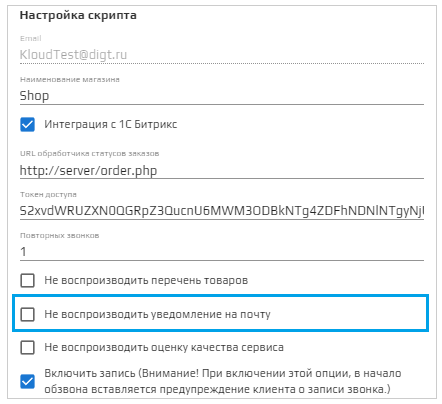 Настройка скрипта
Email
KloudTest@digt.ru
Наименование магазина
Shop
Интеграция с 1С Битрикс
URL обработчика статусов заказов
http://server/order.php
Токен доступа
S2xvdWRUZXN0QGRpZ3QucnU6MWM3ODBkNTg4ZDFhNDNlNTgyNjU
Повторных звонков
1
Не воспроизводить перечень товаров
Не воспроизводить уведомление на почту
Не воспроизводить оценку качества сервиса
Включить запись (Внимание! При включении этой опции, в начало
обзвона вставляется предупреждение клиента о записи звонка.)